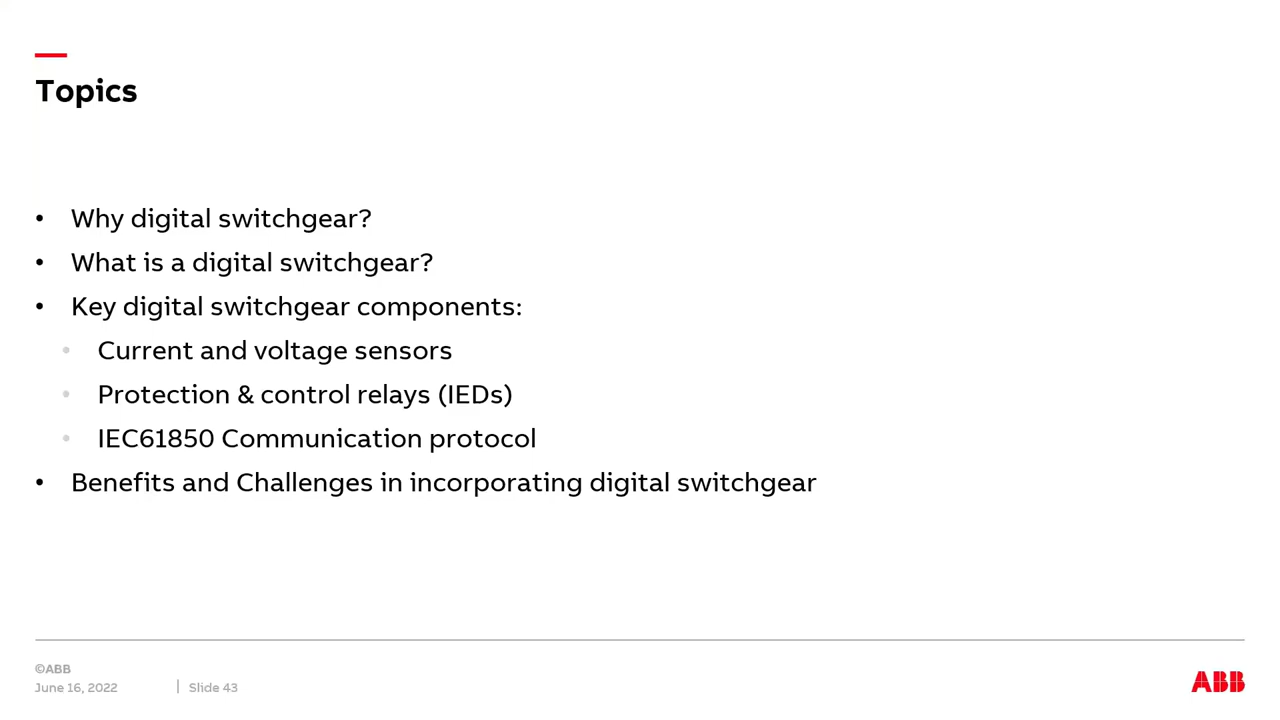 Topics
• Why digital switchgear?
• What is a digital switchgear?
• Key digital switchgear components:
• Current and voltage sensors
• Protection & control relays (IEDs)
• IEC61850 Communication protocol
• Benefits and Challenges in incorporating digital switchgear
©ABB
June 16, 2022 | Slide 43
ABB